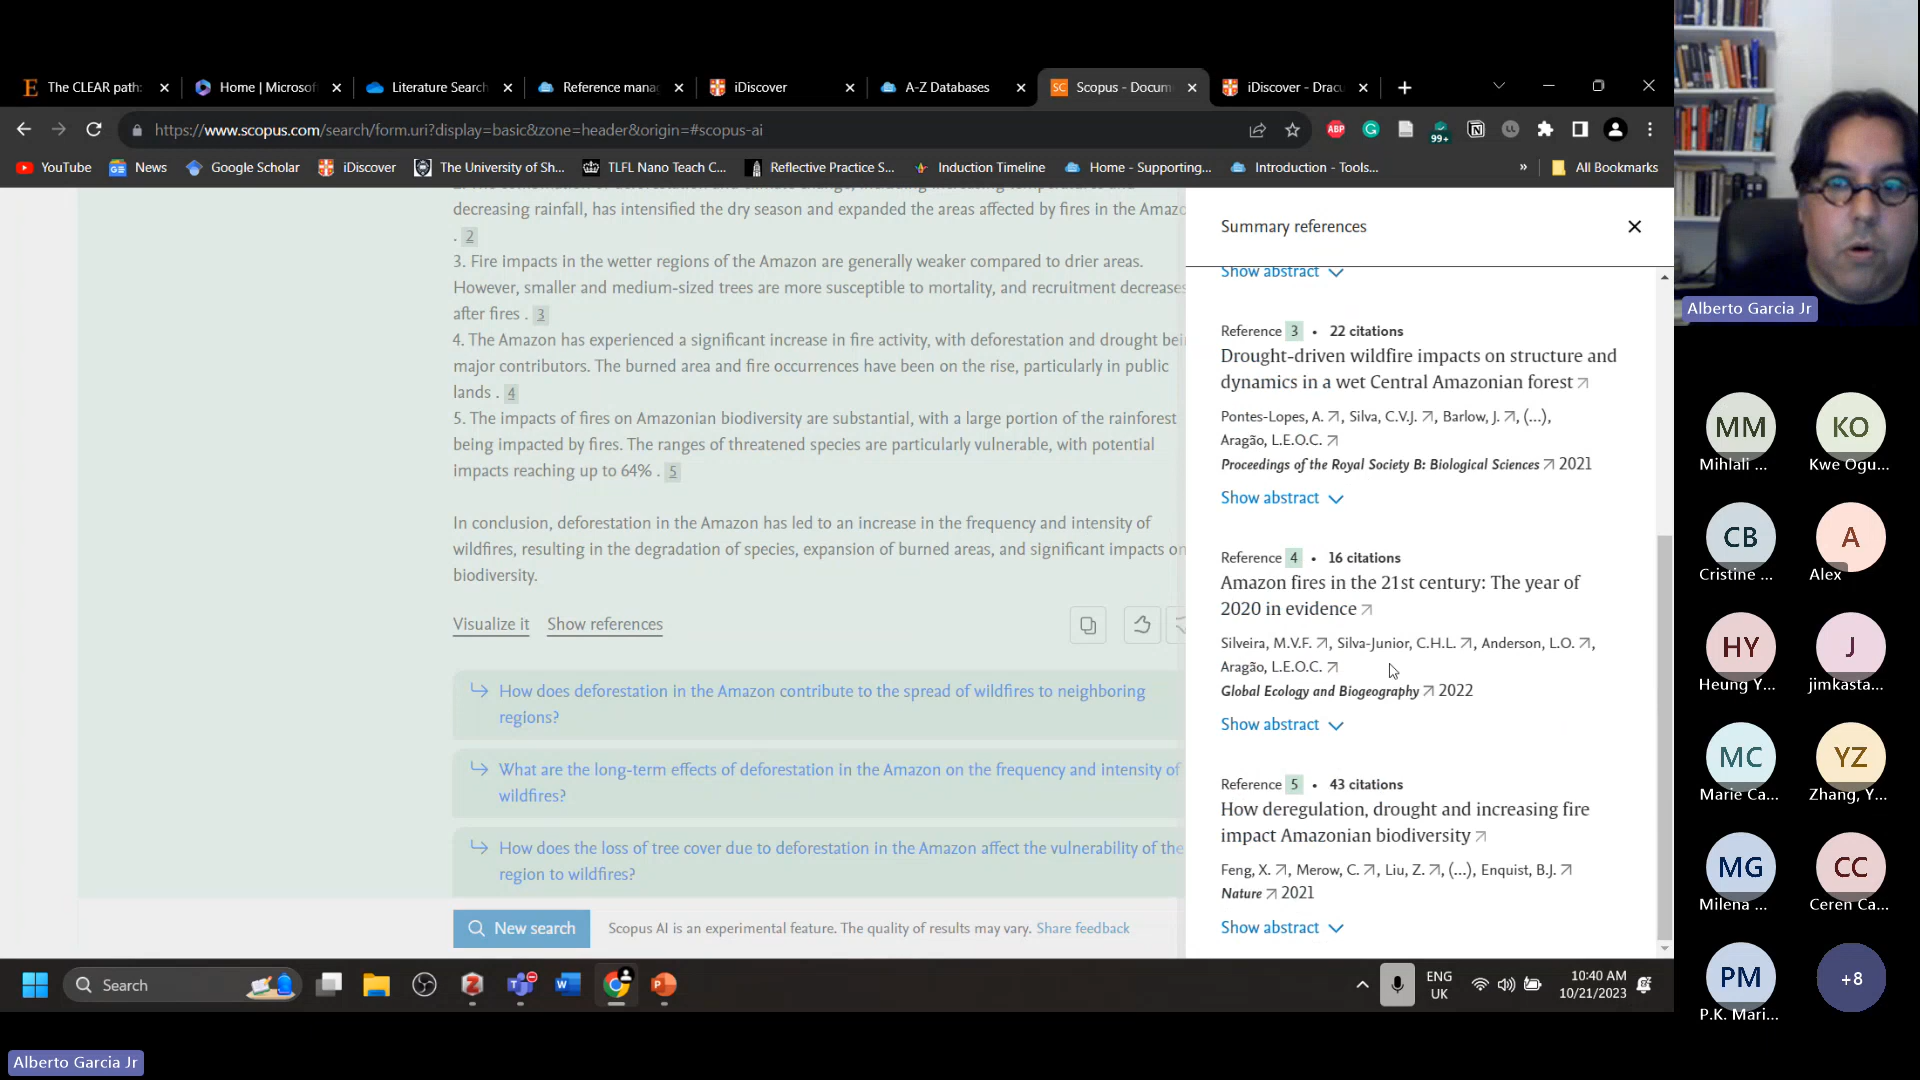 The CLEAR path:
Home | Microsof
Literature Search
Reference mana
iDiscover
A-Z Databases
Scopus - Docum
iDiscover - Dracu
https://www.scopus.com/search/form.uri?display=basic&zone=header&origin=#scopus-ai
ABP
99+
YouTube
News
Google Scholar
iDiscover
The University of Sh...
TLFL Nano Teach C...
Reflective Practice S...
Induction Timeline
Home - Supporting...
Introduction - Tools...
»
All Bookmarks
decreasing rainfall, has intensified the dry season and expanded the areas affected by fires in the Amazo
. 2
3. Fire impacts in the wetter regions of the Amazon are generally weaker compared to drier areas.
However, smaller and medium-sized trees are more susceptible to mortality, and recruitment decreases
after fires . 3
4. The Amazon has experienced a significant increase in fire activity, with deforestation and drought bei
major contributors. The burned area and fire occurrences have been on the rise, particularly in public
lands . 4
5. The impacts of fires on Amazonian biodiversity are substantial, with a large portion of the rainforest
being impacted by fires. The ranges of threatened species are particularly vulnerable, with potential
impacts reaching up to 64% . 5
In conclusion, deforestation in the Amazon has led to an increase in the frequency and intensity of
wildfires, resulting in the degradation of species, expansion of burned areas, and significant impacts on
biodiversity.
Visualize it Show references
How does deforestation in the Amazon contribute to the spread of wildfires to neighboring
regions?
What are the long-term effects of deforestation in the Amazon on the frequency and intensity of
wildfires?
How does the loss of tree cover due to deforestation in the Amazon affect the vulnerability of the
region to wildfires?
New search
Scopus AI is an experimental feature. The quality of results may vary. Share feedback
Summary references
Show abstract
Reference 3 • 22 citations
Drought-driven wildfire impacts on structure and
dynamics in a wet Central Amazonian forest
Pontes-Lopes, A. , Silva, C.V.J. , Barlow, J. , (...),
Aragão, L.E.O.C.
Proceedings of the Royal Society B: Biological Sciences 2021
Show abstract
Reference 4 • 16 citations
Amazon fires in the 21st century: The year of
2020 in evidence
Silveira, M.V.F. , Silva-Junior, C.H.L. , Anderson, L.O. ,
Aragão, L.E.O.C.
Global Ecology and Biogeography 2022
Show abstract
Reference 5 • 43 citations
How deregulation, drought and increasing fire
impact Amazonian biodiversity
Feng, X. , Merow, C. , Liu, Z. , (...), Enquist, B.J.
Nature 2021
Show abstract
Search
ENG
UK
10:40 AM
10/21/2023
Alberto Garcia Jr
MM
Mihlali ...
KO
Kwe Ogu...
CB
Cristine ...
A
Alex
HY
Heung Y...
J
jimkasta...
MC
Marie Ca...
YZ
Zhang, Y...
MG
Milena ...
CC
Ceren Ca...
PM
P.K. Mari...
+8
Alberto Garcia Jr